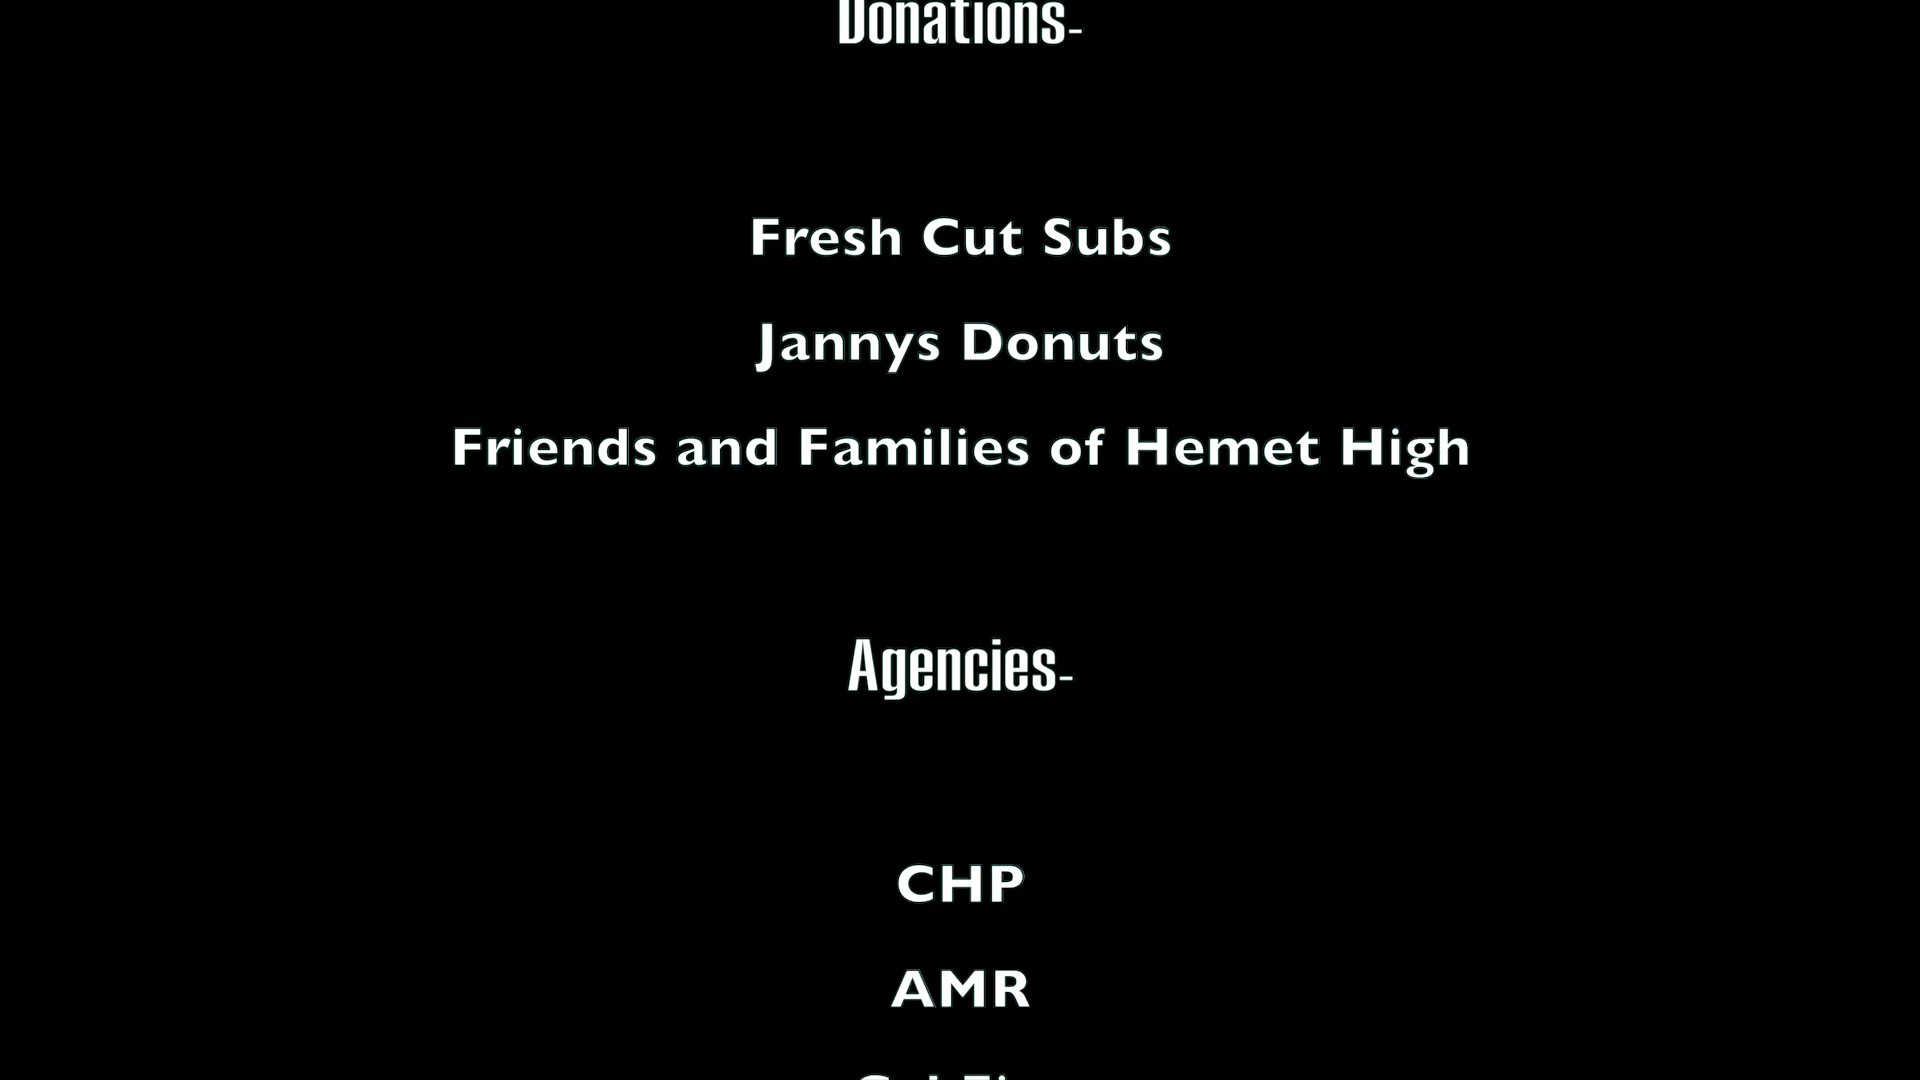 Donations-
Fresh Cut Subs
Jannys Donuts
Friends and Families of Hemet High
Agencies-
CHP
AMR